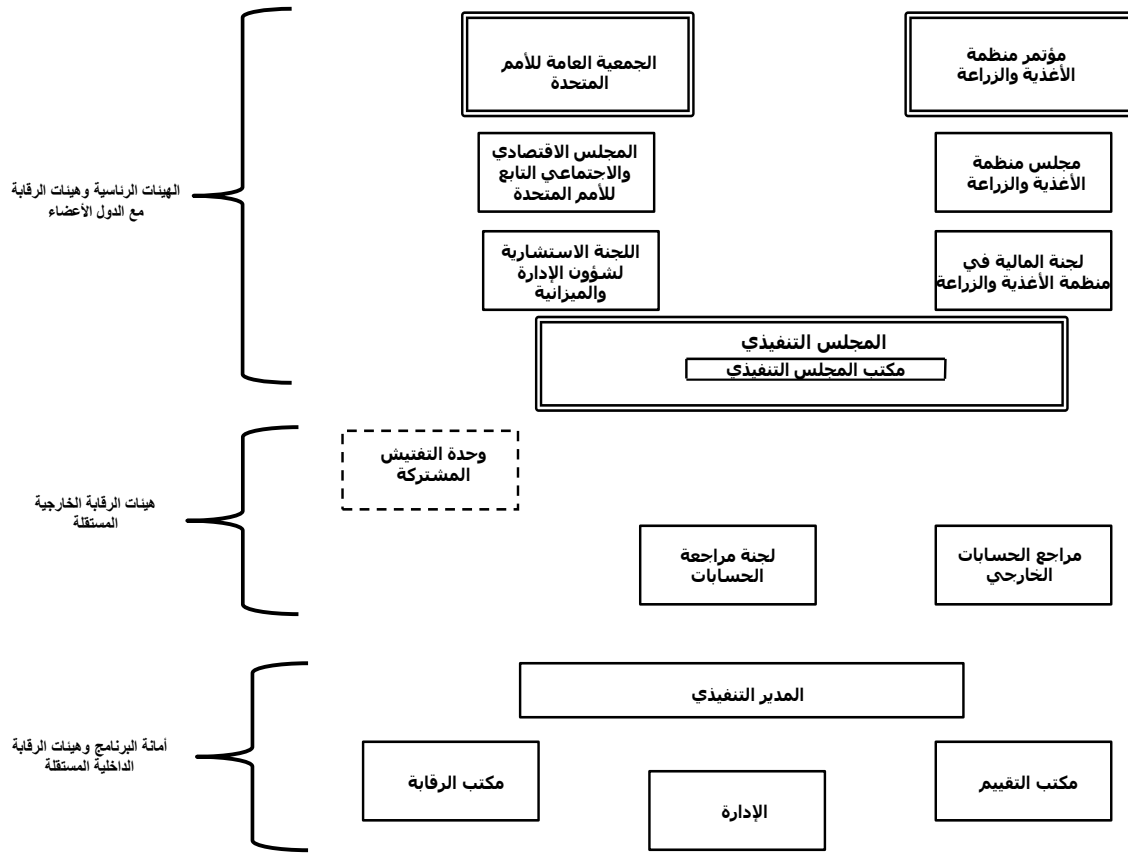 مؤتمر منظمة
الأغذية والزراعة
الجمعية العامة للأمم
المتحدة
مجلس منظمة
الأغذية والزراعة
المجلس الاقتصادي
والاجتماعي التابع
للأمم المتحدة
الهيئات الرئاسية وهيئات الرقابة
مع الدول الأعضاء
لجنة المالية في
منظمة الأغذية والزراعة
اللجنة الاستشارية
لشؤون الإدارة
والميزانية
المجلس التنفيذي
مكتب المجلس التنفيذي
وحدة التفتيش
المشتركة
هيئات الرقابة الخارجية
المستقلة
مراجع الحسابات
الخارجي
لجنة مراجعة
الحسابات
المدير التنفيذي
أمانة البرنامج وهيئات الرقابة
الداخلية المستقلة
مكتب التقييم
الإدارة
مكتب الرقابة